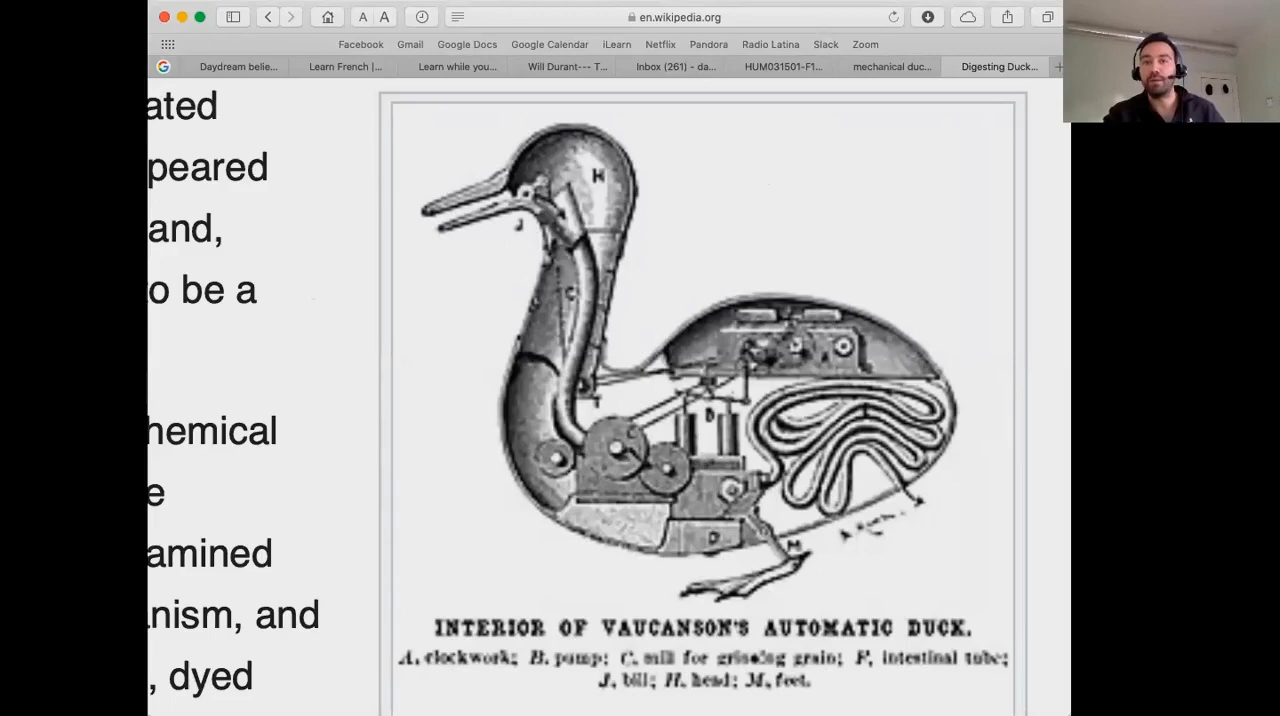 en.wikipedia.org
Facebook Gmail Google Docs Google Calendar iLearn Netflix Pandora Radio Latina Slack Zoom
Daydream belie... Learn French |... Learn while you... Will Durant--- T... Inbox (261) - da... HUM031501-F1... mechanical duc... Digesting Duck...
ated
peared
and,
o be a
hemical
e
amined
anism, and
, dyed
H
J
C
A
B
D
M
INTERIOR OF VAUCANSON'S AUTOMATIC DUCK.
A, clockwork; B, pump; C, mill for grinding grain; F, intestinal tube;
J, bill; H, head; M, feet.